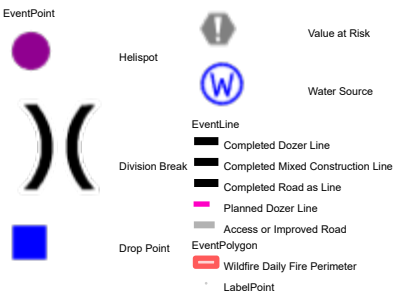 EventPoint
Helispot
Division Break
Drop Point
Value at Risk
W
Water Source
EventLine
Completed Dozer Line
Completed Mixed Construction Line
Completed Road as Line
Planned Dozer Line
Access or Improved Road
EventPolygon
Wildfire Daily Fire Perimeter
LabelPoint